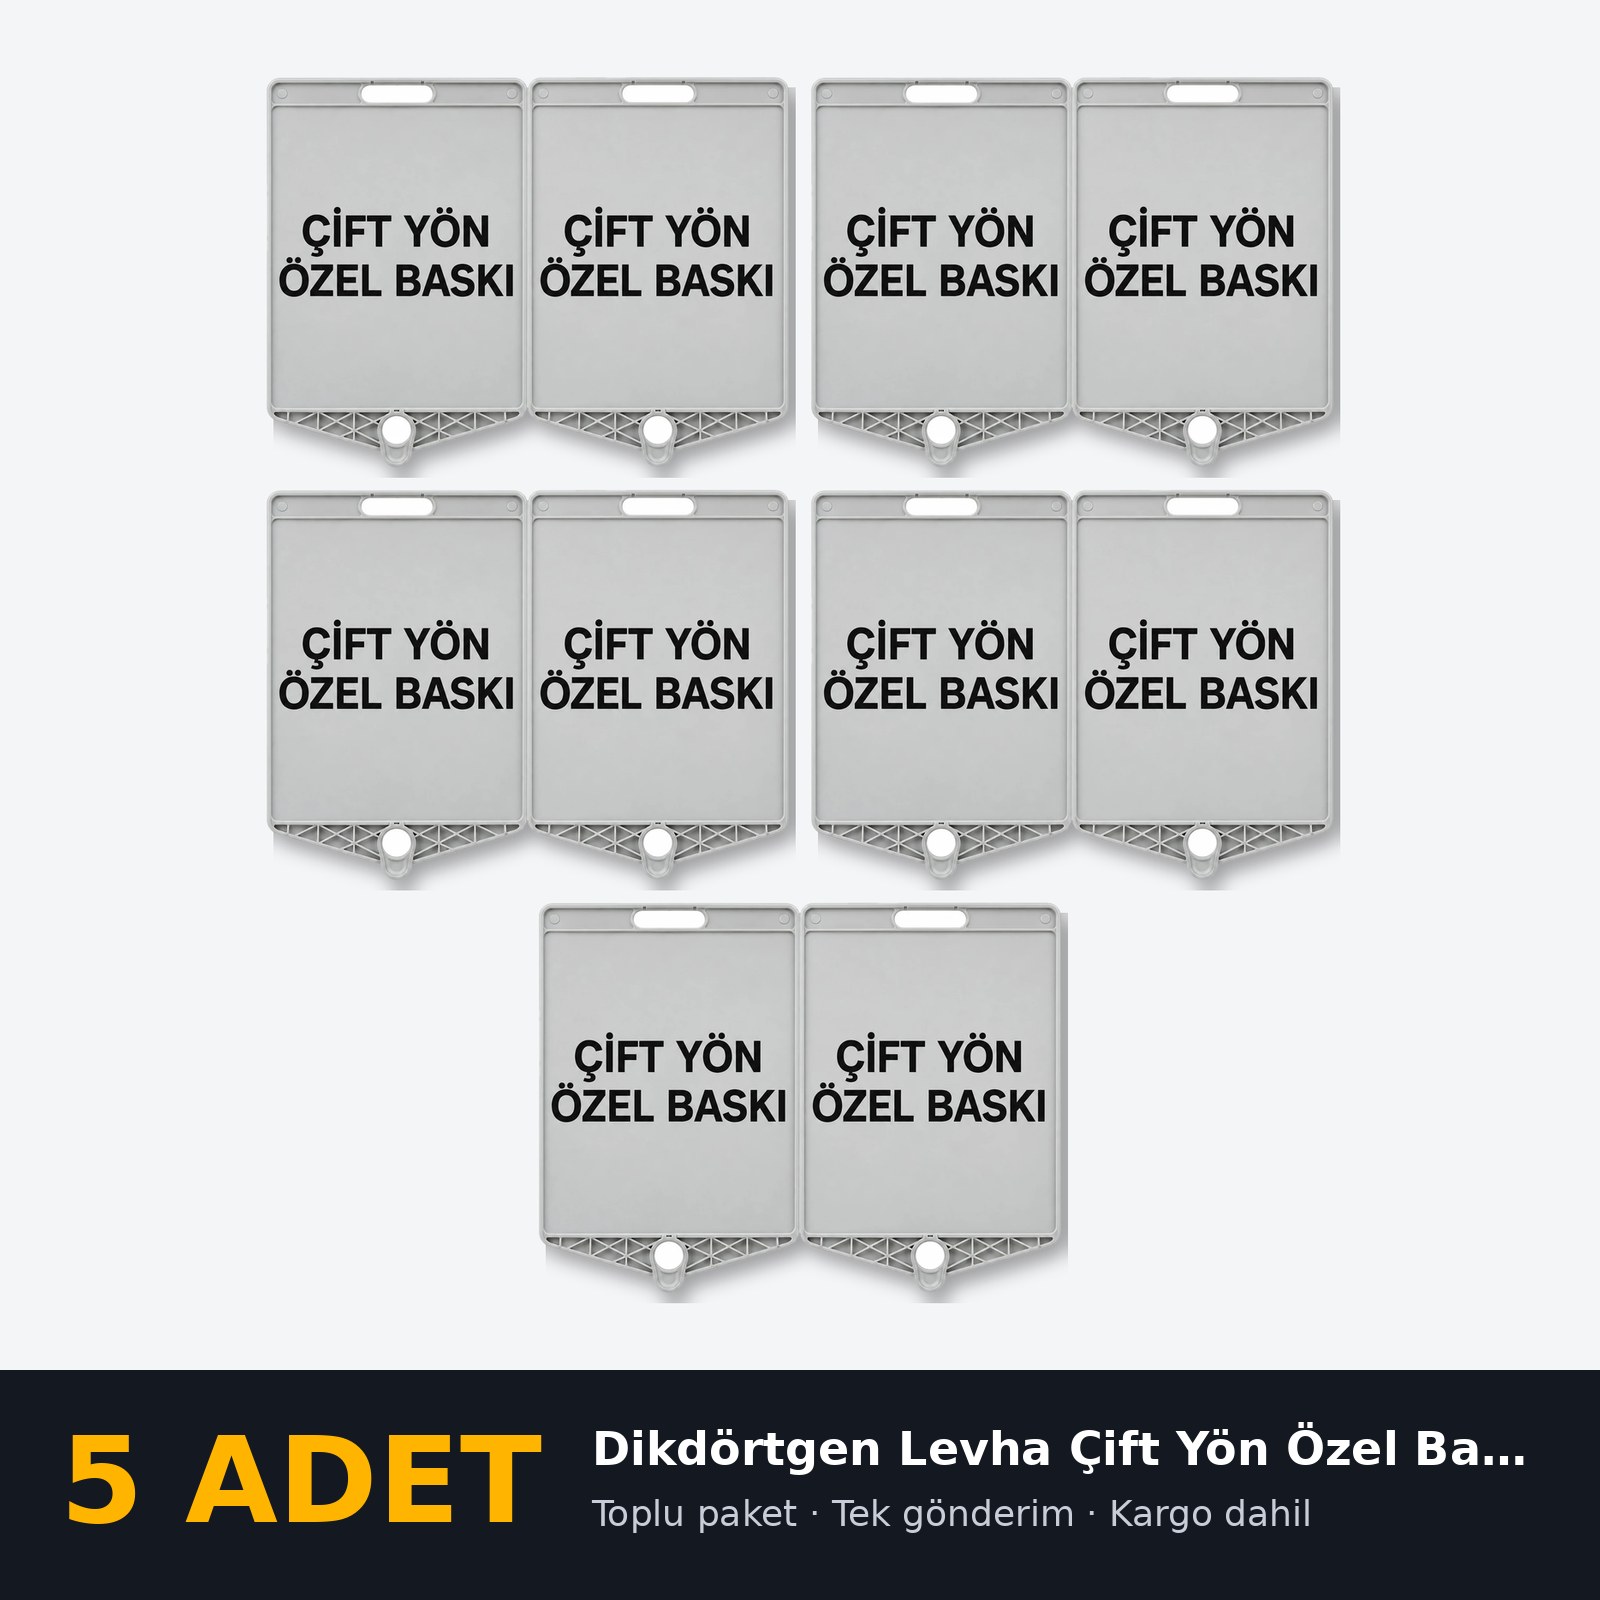 ÇİFT YÖN ÇİFT YÖN ÇİFT YÖN ÇİFT YÖN
ÖZEL BASKI ÖZEL BASKI ÖZEL BASKI ÖZEL BASKI
ÇİFT YÖN ÇİFT YÖN ÇİFT YÖN ÇİFT YÖN
ÖZEL BASKI ÖZEL BASKI ÖZEL BASKI ÖZEL BASKI
ÇİFT YÖN ÇİFT YÖN
ÖZEL BASKI ÖZEL BASKI
5 ADET
Dikdörtgen Levha Çift Yön Özel Ba...
Toplu paket · Tek gönderim · Kargo dahil